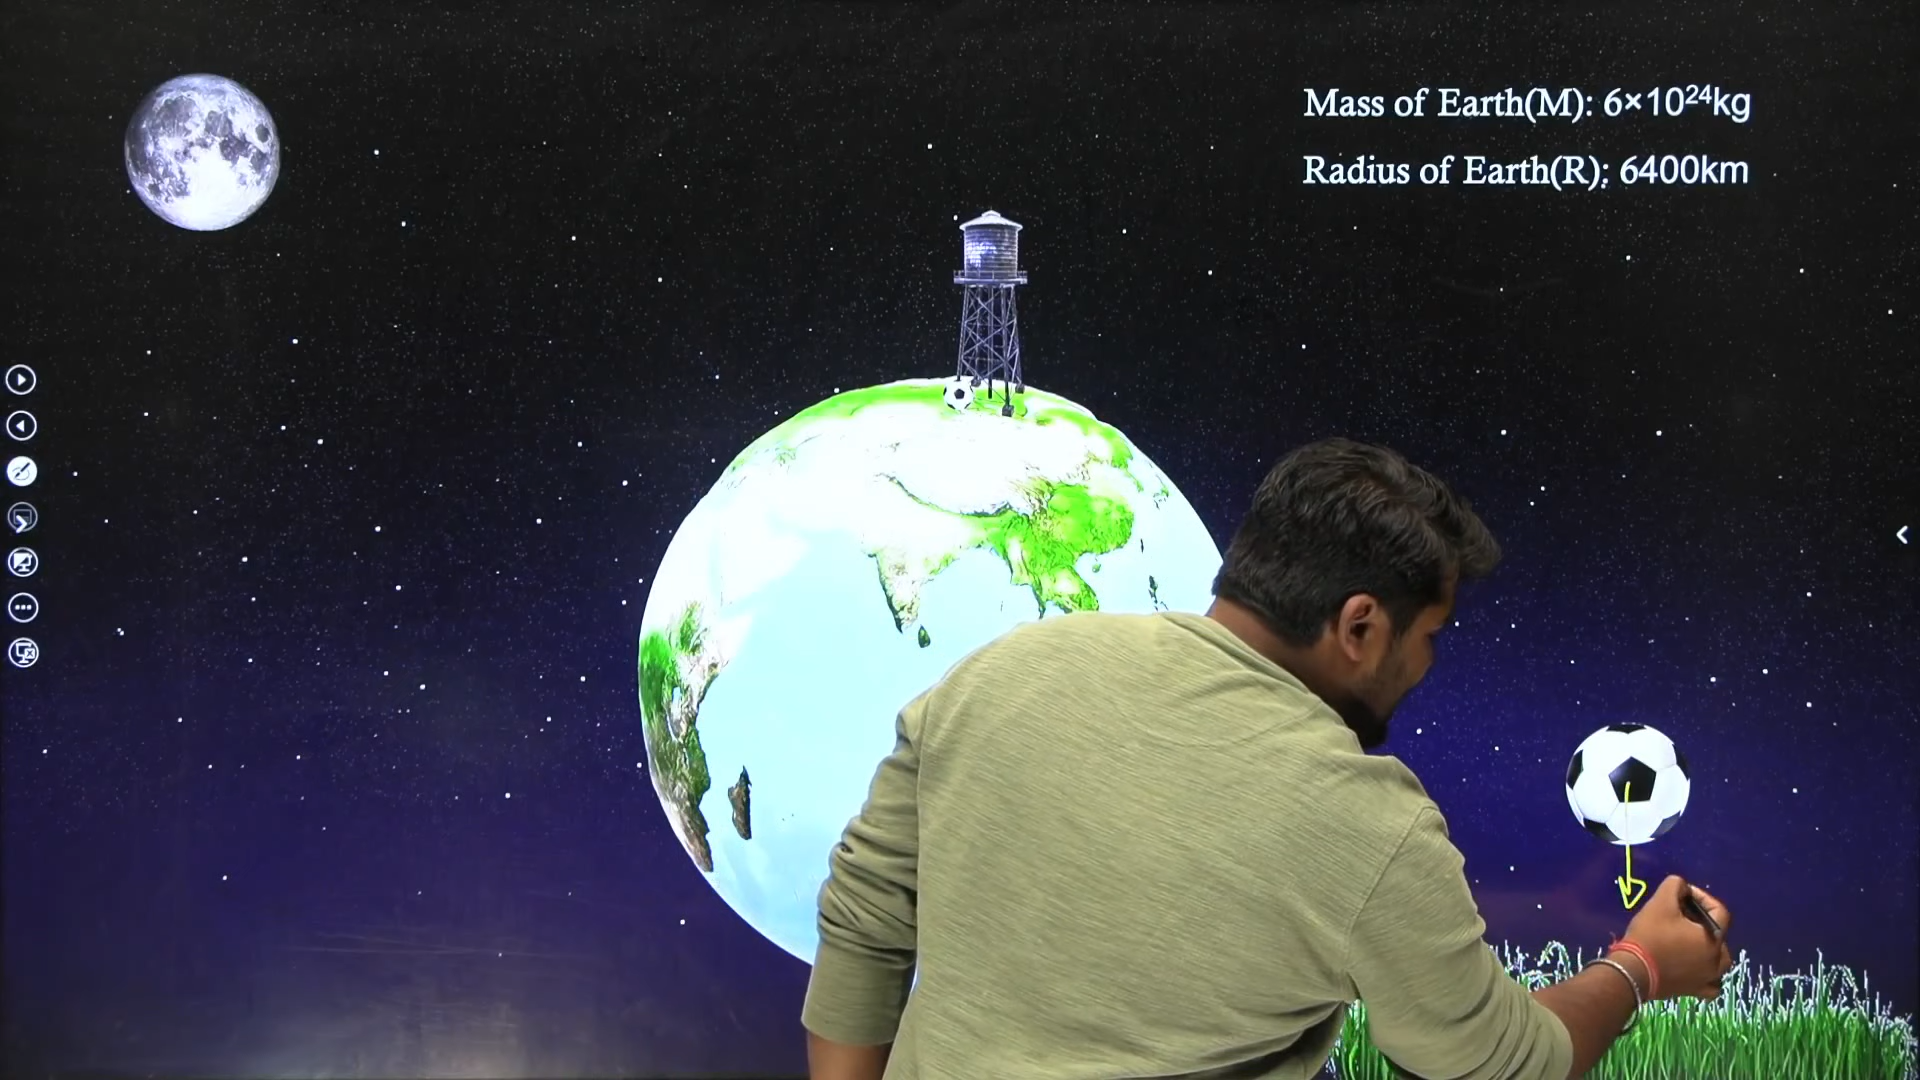 Mass of Earth(M): 6×10²⁴kg
Radius of Earth(R): 6400km